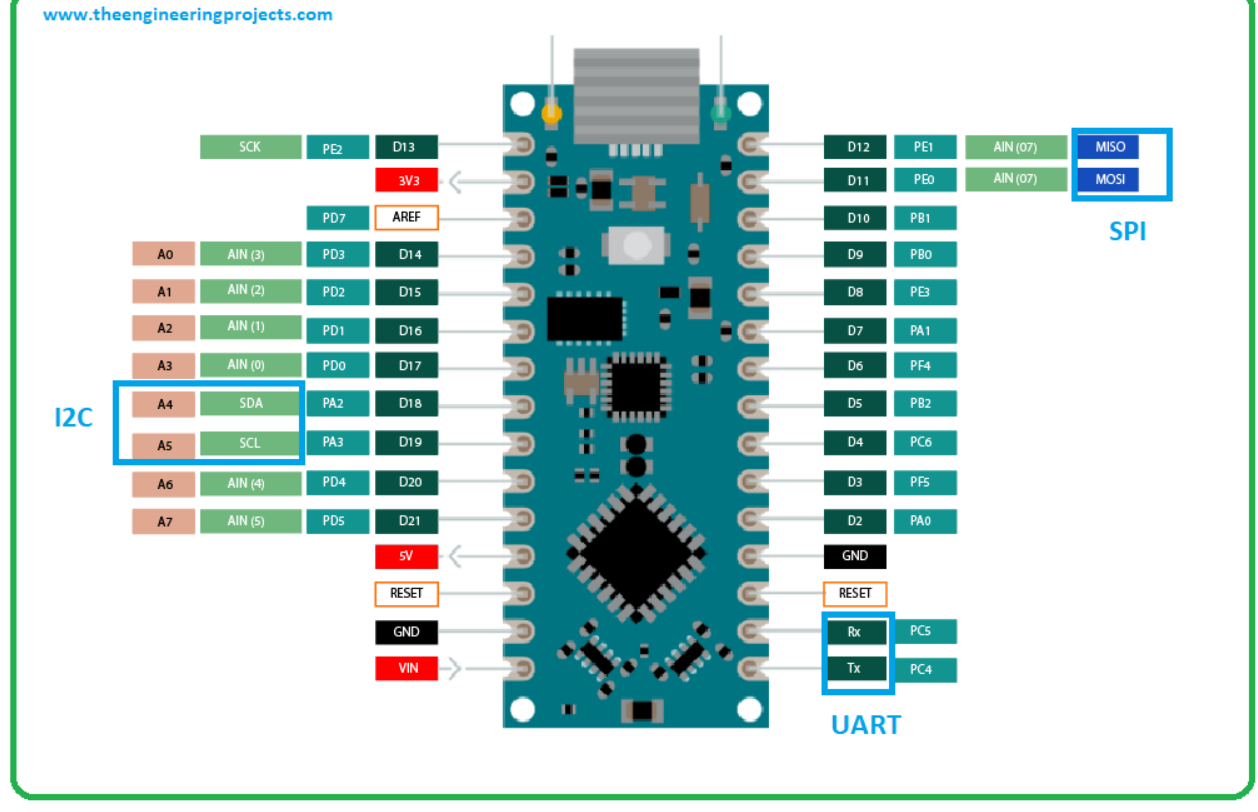 www.theengineeringprojects.com
SCK PE2 D13 D12 PE1 AIN (07) MISO
3V3 D11 PE0 AIN (07) MOSI
PD7 AREF D10 PB1
SPI
A0 AIN (3) PD3 D14 D9 PB0
A1 AIN (2) PD2 D15 D8 PE3
A2 AIN (1) PD1 D16 D7 PA1
A3 AIN (0) PD0 D17 D6 PF4
I2C
A4 SDA PA2 D18 D5 PB2
A5 SCL PA3 D19 D4 PC6
A6 AIN (4) PD4 D20 D3 PF5
A7 AIN (5) PD5 D21 D2 PA0
5V GND
RESET RESET
GND Rx PC5
VIN Tx PC4
UART